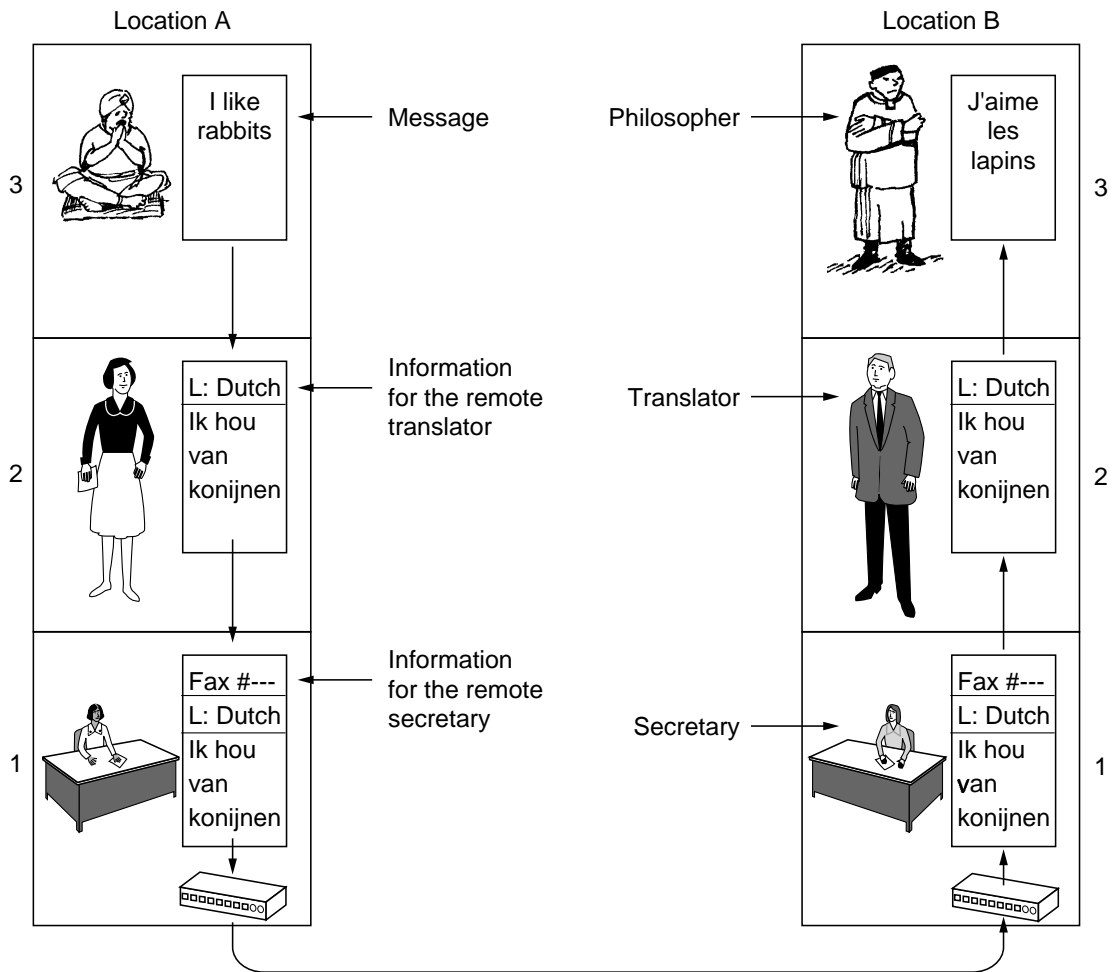 Location A
Location B
I like
rabbits
Message
Philosopher
J'aime
les
lapins
3
3
L: Dutch
Ik hou
van
konijnen
Information
for the remote
translator
Translator
L: Dutch
Ik hou
van
konijnen
2
2
Fax #---
L: Dutch
Ik hou
van
konijnen
Information
for the remote
secretary
Secretary
Fax #---
L: Dutch
Ik hou
van
konijnen
1
1